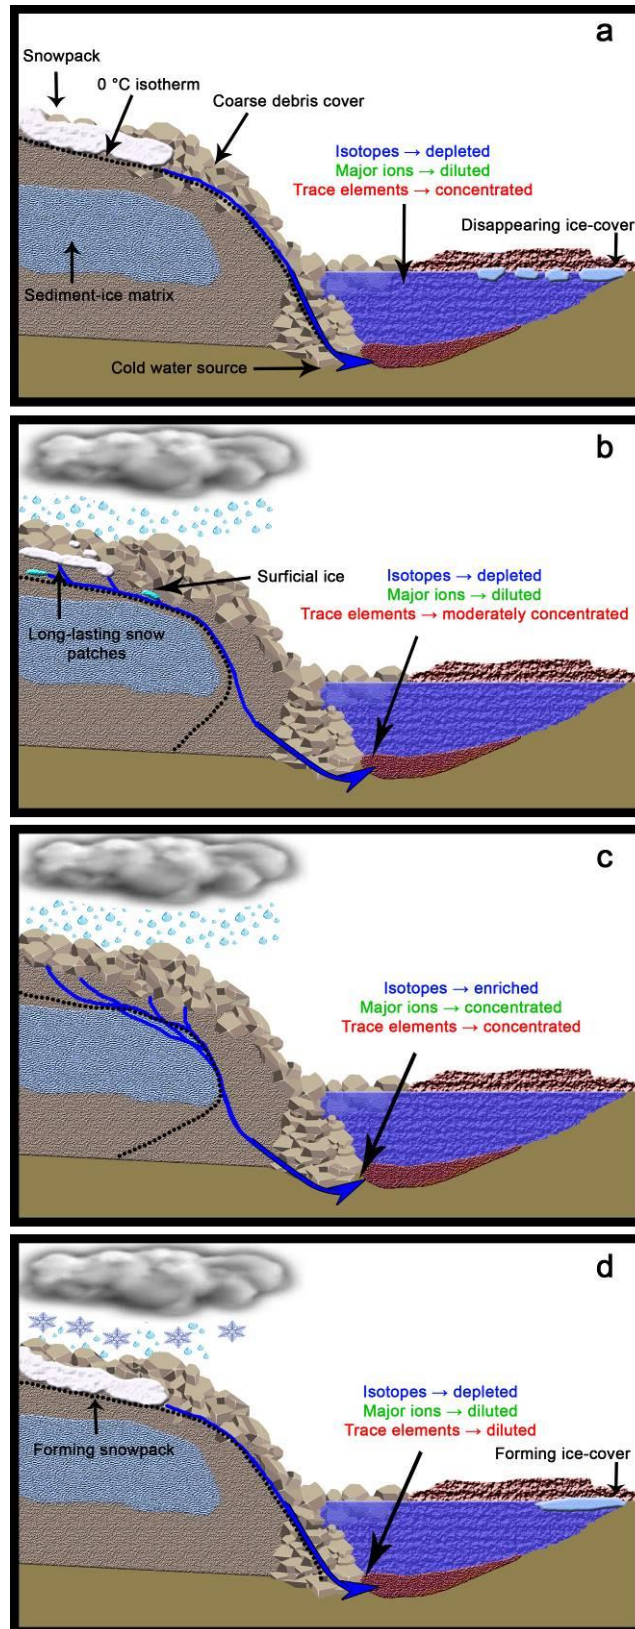 a
Snowpack
0 °C isotherm
Coarse debris cover
Isotopes → depleted
Major ions → diluted
Trace elements → concentrated
Disappearing ice-cover
Sediment-ice matrix
Cold water source
b
Surficial ice
Isotopes → depleted
Major ions → diluted
Trace elements → moderately concentrated
Long-lasting snow
patches
c
Isotopes → enriched
Major ions → concentrated
Trace elements → concentrated
d
Isotopes → depleted
Major ions → diluted
Trace elements → diluted
Forming snowpack
Forming ice-cover